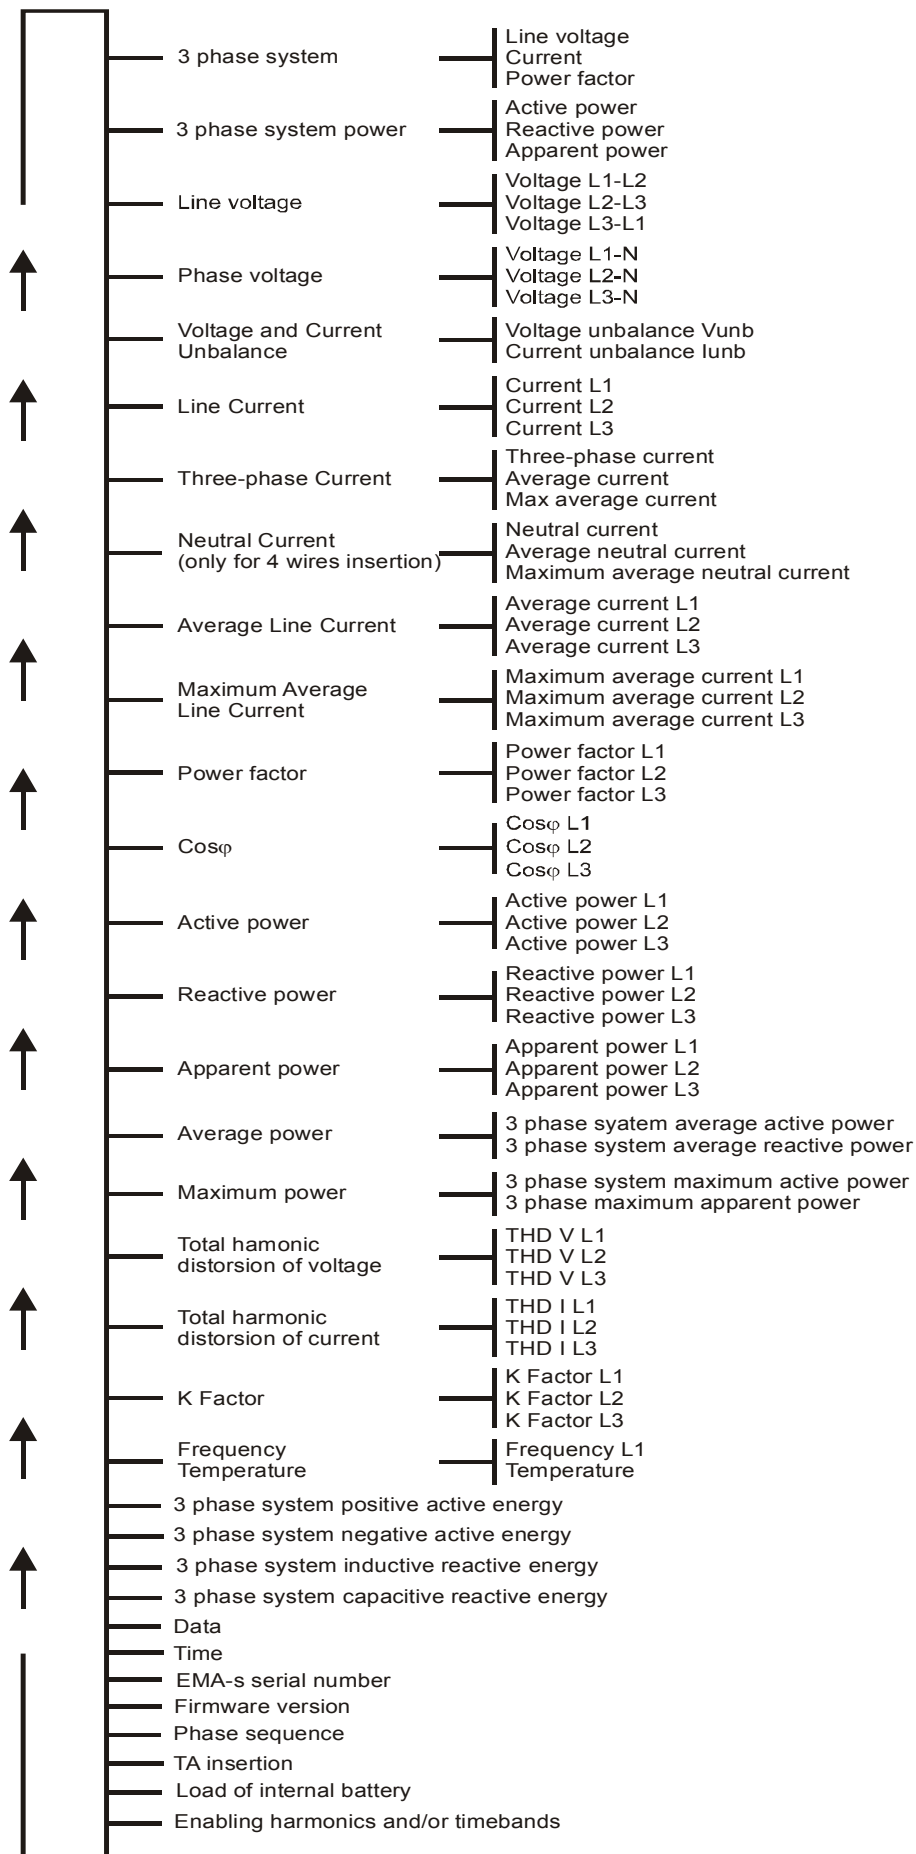 3 phase system
Line voltage
Current
Power factor
3 phase system power
Active power
Reactive power
Apparent power
Line voltage
Voltage L1-L2
Voltage L2-L3
Voltage L3-L1
Phase voltage
Voltage L1-N
Voltage L2-N
Voltage L3-N
Voltage and Current
Unbalance
Voltage unbalance Vunb
Current unbalance Iunb
Line Current
Current L1
Current L2
Current L3
Three-phase Current
Three-phase current
Average current
Max average current
Neutral Current
(only for 4 wires insertion)
Neutral current
Average neutral current
Maximum average neutral current
Average Line Current
Average current L1
Average current L2
Average current L3
Maximum Average
Line Current
Maximum average current L1
Maximum average current L2
Maximum average current L3
Power factor
Power factor L1
Power factor L2
Power factor L3
Cosφ
Cosφ L1
Cosφ L2
Cosφ L3
Active power
Active power L1
Active power L2
Active power L3
Reactive power
Reactive power L1
Reactive power L2
Reactive power L3
Apparent power
Apparent power L1
Apparent power L2
Apparent power L3
Average power
3 phase syatem average active power
3 phase system average reactive power
Maximum power
3 phase system maximum active power
3 phase maximum apparent power
Total hamonic
distorsion of voltage
THD V L1
THD V L2
THD V L3
Total harmonic
distorsion of current
THD I L1
THD I L2
THD I L3
K Factor
K Factor L1
K Factor L2
K Factor L3
Frequency
Temperature
Frequency L1
Temperature
3 phase system positive active energy
3 phase system negative active energy
3 phase system inductive reactive energy
3 phase system capacitive reactive energy
Data
Time
EMA-s serial number
Firmware version
Phase sequence
TA insertion
Load of internal battery
Enabling harmonics and/or timebands